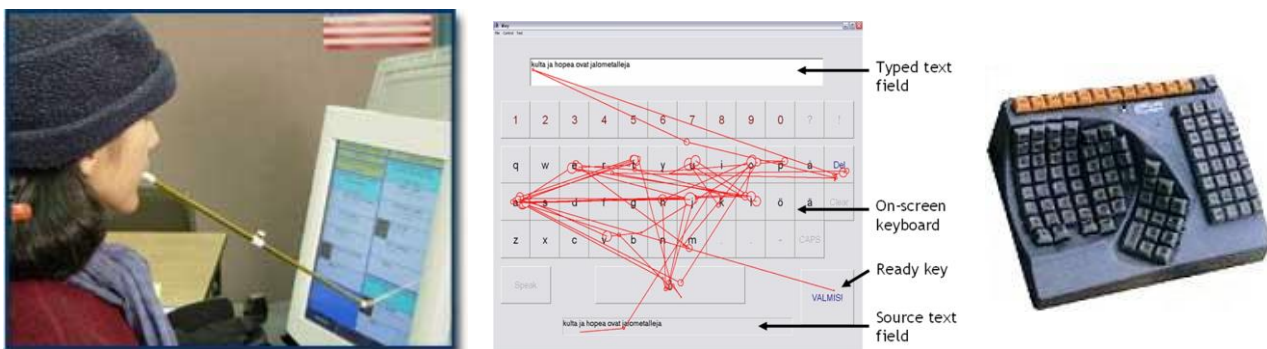 kulta ja hopea ovat jalometalleja
Typed text
field
1 2 3 4 5 6 7 8 9 0 ? !
q w e r t y u i o p å Del
a s d f g h j k l ö ä Clear
On-screen
keyboard
z x c v b n m , . - CAPS
Ready key
Speak
VALMIS!
kulta ja hopea ovat jalometalleja
Source text
field